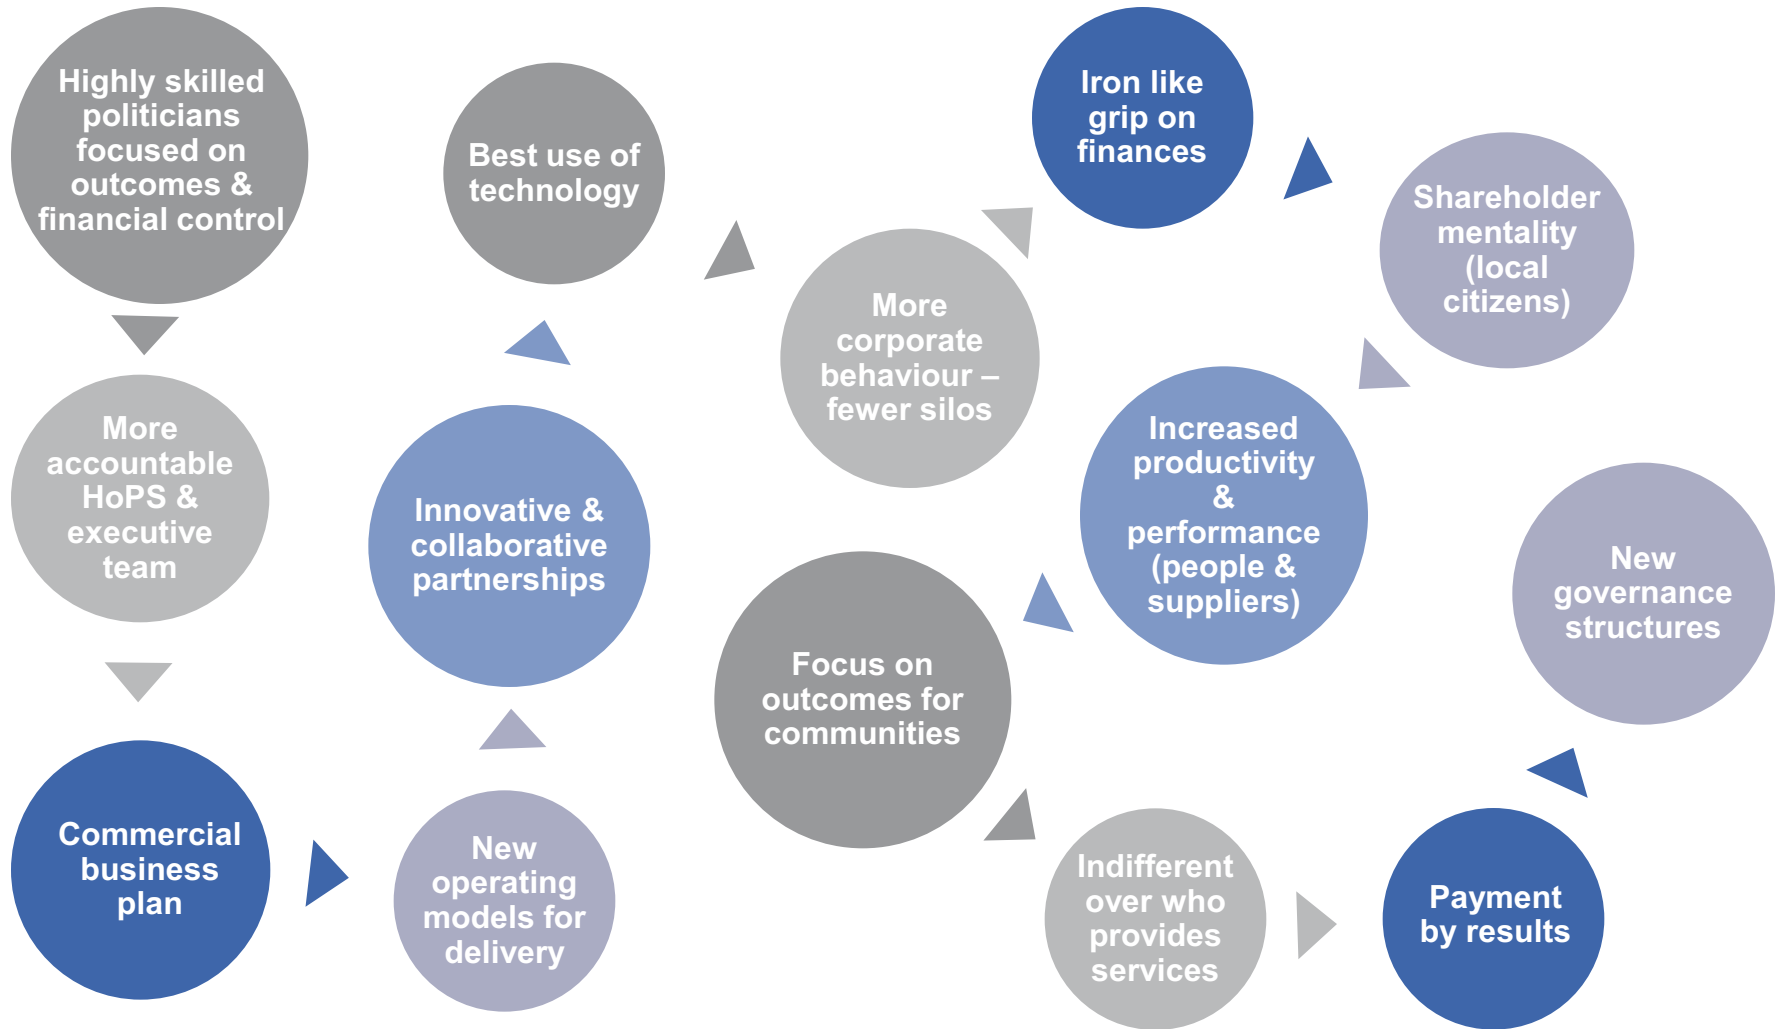 Highly skilled
politicians
focused on
outcomes &
financial control
More
accountable
HoPS &
executive
team
Commercial
business
plan
New
operating
models for
delivery
Innovative &
collaborative
partnerships
Best use of
technology
More
corporate
behaviour –
fewer silos
Iron like
grip on
finances
Shareholder
mentality
(local
citizens)
Increased
productivity
&
performance
(people &
suppliers)
Focus on
outcomes for
communities
Indifferent
over who
provides
services
Payment
by results
New
governance
structures